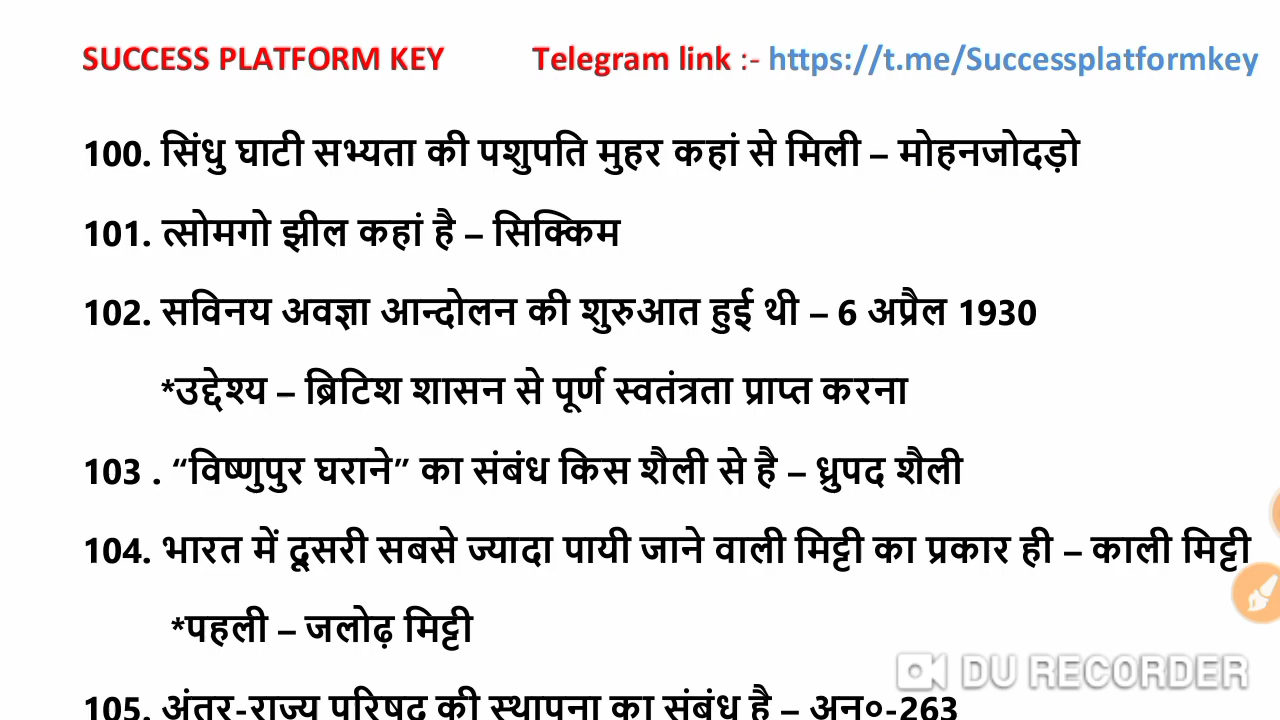 SUCCESS PLATFORM KEY Telegram link :- https://t.me/Successplatformkey
100. सिंधु घाटी सभ्यता की पशुपति मुहर कहां से मिली – मोहनजोदड़ो
101. त्सोमगो झील कहां है – सिक्किम
102. सविनय अवज्ञा आन्दोलन की शुरुआत हुई थी – 6 अप्रैल 1930
*उद्देश्य – ब्रिटिश शासन से पूर्ण स्वतंत्रता प्राप्त करना
103 . “विष्णुपुर घराने” का संबंध किस शैली से है – ध्रुपद शैली
104. भारत में दूसरी सबसे ज्यादा पायी जाने वाली मिट्टी का प्रकार ही – काली मिट्टी
*पहली – जलोढ़ मिट्टी
DU RECORDER
105. अंतर-राज्य परिषद की स्थापना का संबंध है – अन०-263